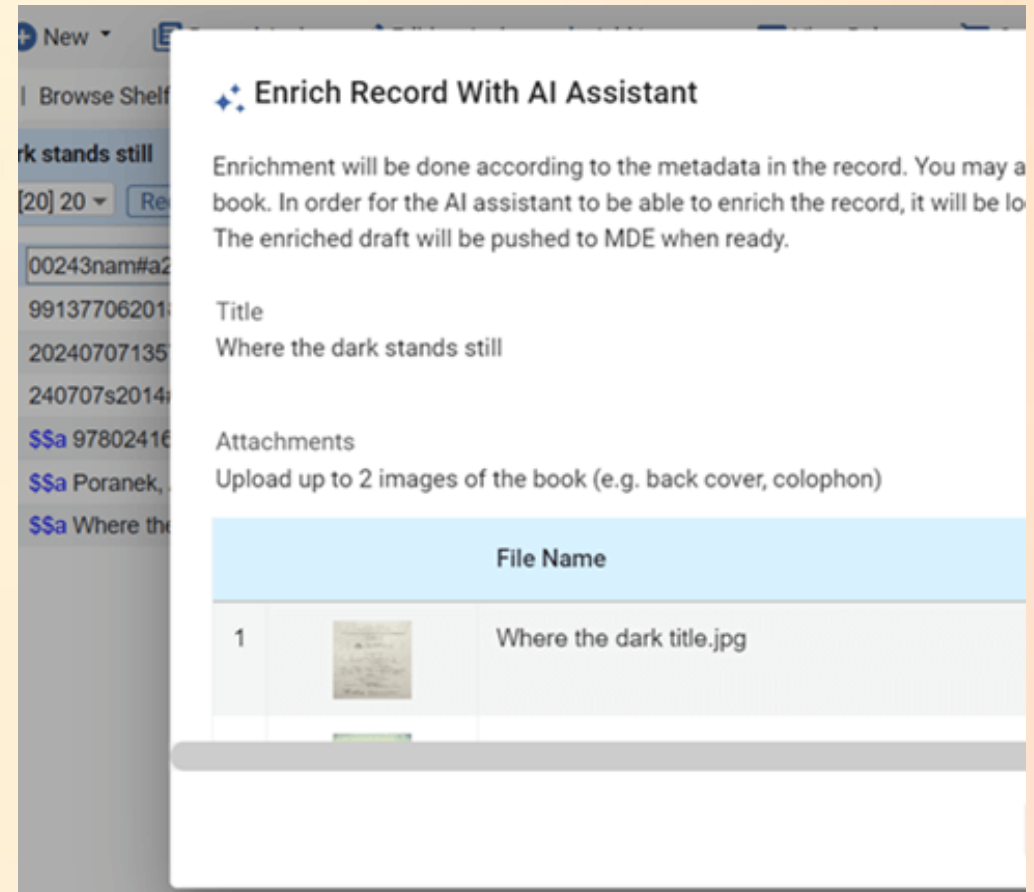 New
Browse Shelf
rk stands still
[20] 20
Re
00243nam#a2
99137706201
20240707135
240707s2014
$$a 97802416
$$a Poranek,
$$a Where the
Enrich Record With AI Assistant
Enrichment will be done according to the metadata in the record. You may a
book. In order for the AI assistant to be able to enrich the record, it will be lo
The enriched draft will be pushed to MDE when ready.
Title
Where the dark stands still
Attachments
Upload up to 2 images of the book (e.g. back cover, colophon)
File Name
1 Where the dark title.jpg